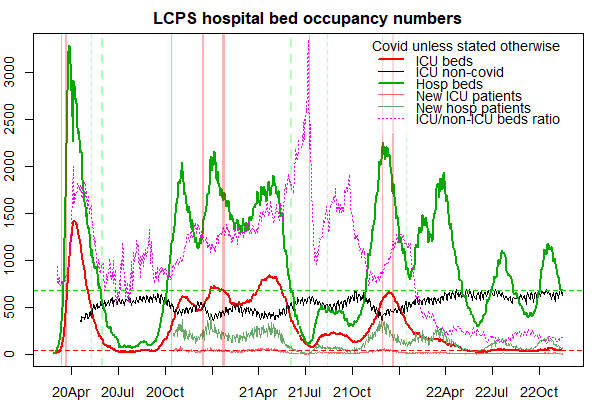 LCPS hospital bed occupancy numbers
Covid unless stated otherwise
ICU beds
ICU non-covid
Hosp beds
New ICU patients
New hosp patients
ICU/non-ICU beds ratio
3000
2500
2000
1500
1000
500
0
20Apr 20Jul 20Oct 21Apr 21Jul 21Oct 22Apr 22Jul 22Oct